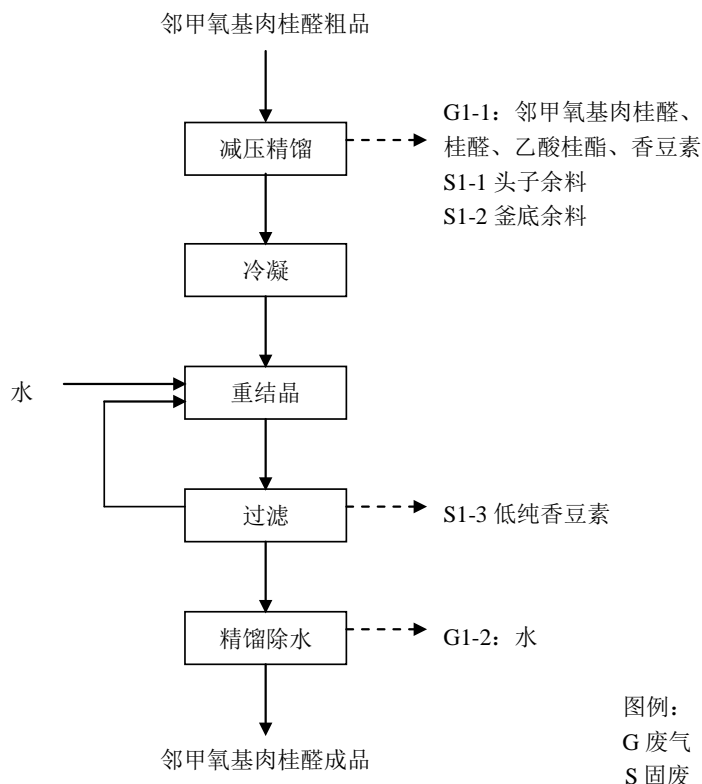 邻甲氧基肉桂醛粗品
减压精馏
G1-1：邻甲氧基肉桂醛、
桂醛、乙酸桂酯、香豆素
S1-1 头子余料
S1-2 釜底余料
冷凝
水
重结晶
过滤
S1-3 低纯香豆素
精馏除水
G1-2：水
邻甲氧基肉桂醛成品
图例：
G 废气
S 固废